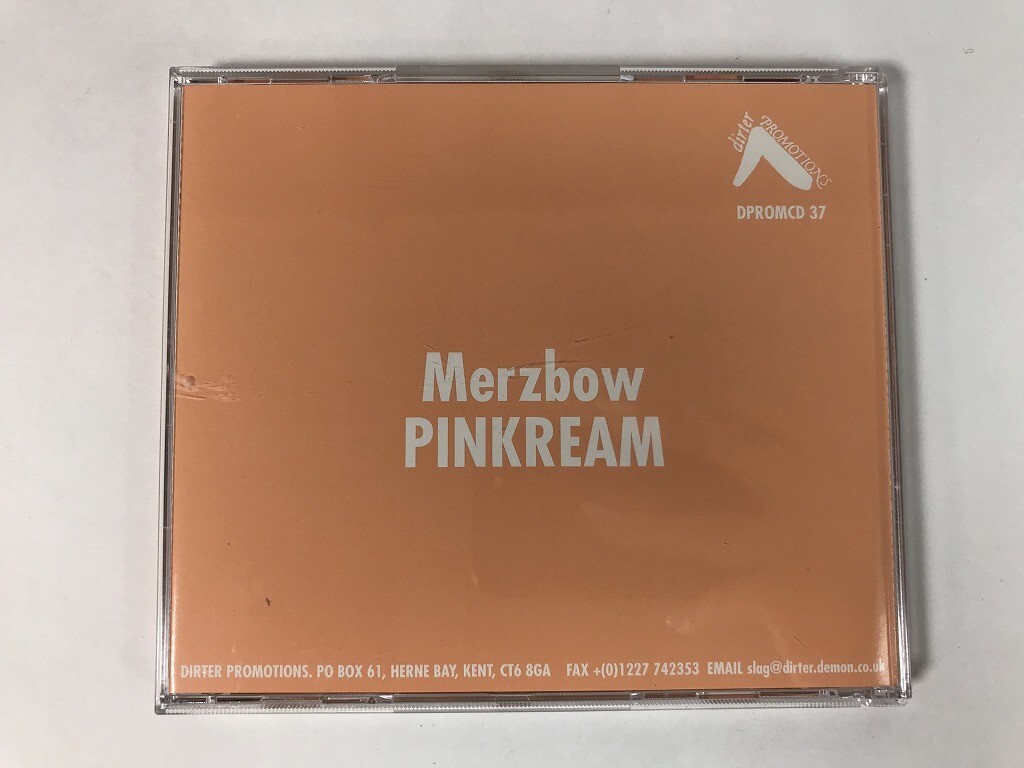 dirter PROMOTIONS
DPROMCD 37
Merzbow
PINKREAM
DIRTER PROMOTIONS. PO BOX 61, HERNE BAY, KENT, CT6 8GA FAX +(0)1227 742353 EMAIL slag@dirter.demon.co.uk